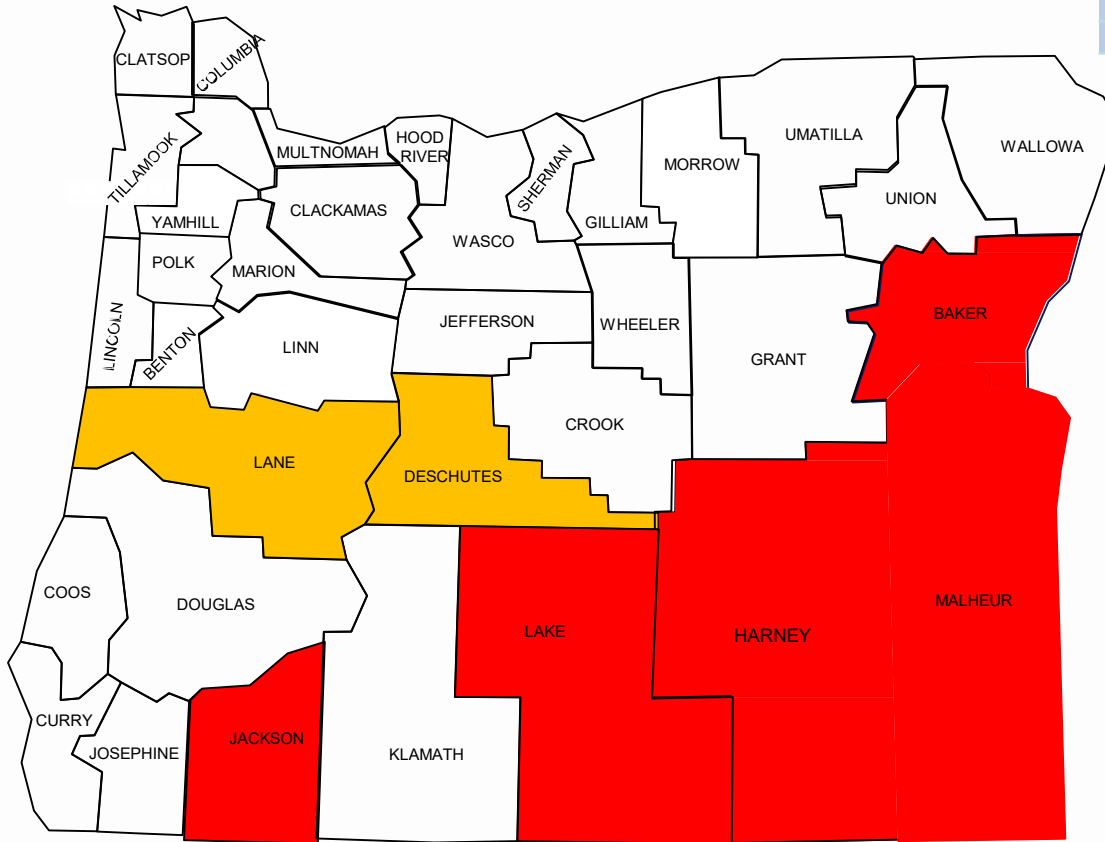 CLATSOP
COLUMBIA
TILLAMOOK
MULTNOMAH
HOOD
RIVER
SHERMAN
MORROW
UMATILLA
WALLOWA
UNION
YAMHILL
CLACKAMAS
WASCO
GILLIAM
POLK
MARION
LINCOLN
BENTON
LINN
JEFFERSON
WHEELER
GRANT
BAKER
CROOK
LANE
DESCHUTES
COOS
DOUGLAS
LAKE
HARNEY
MALHEUR
CURRY
JOSEPHINE
JACKSON
KLAMATH